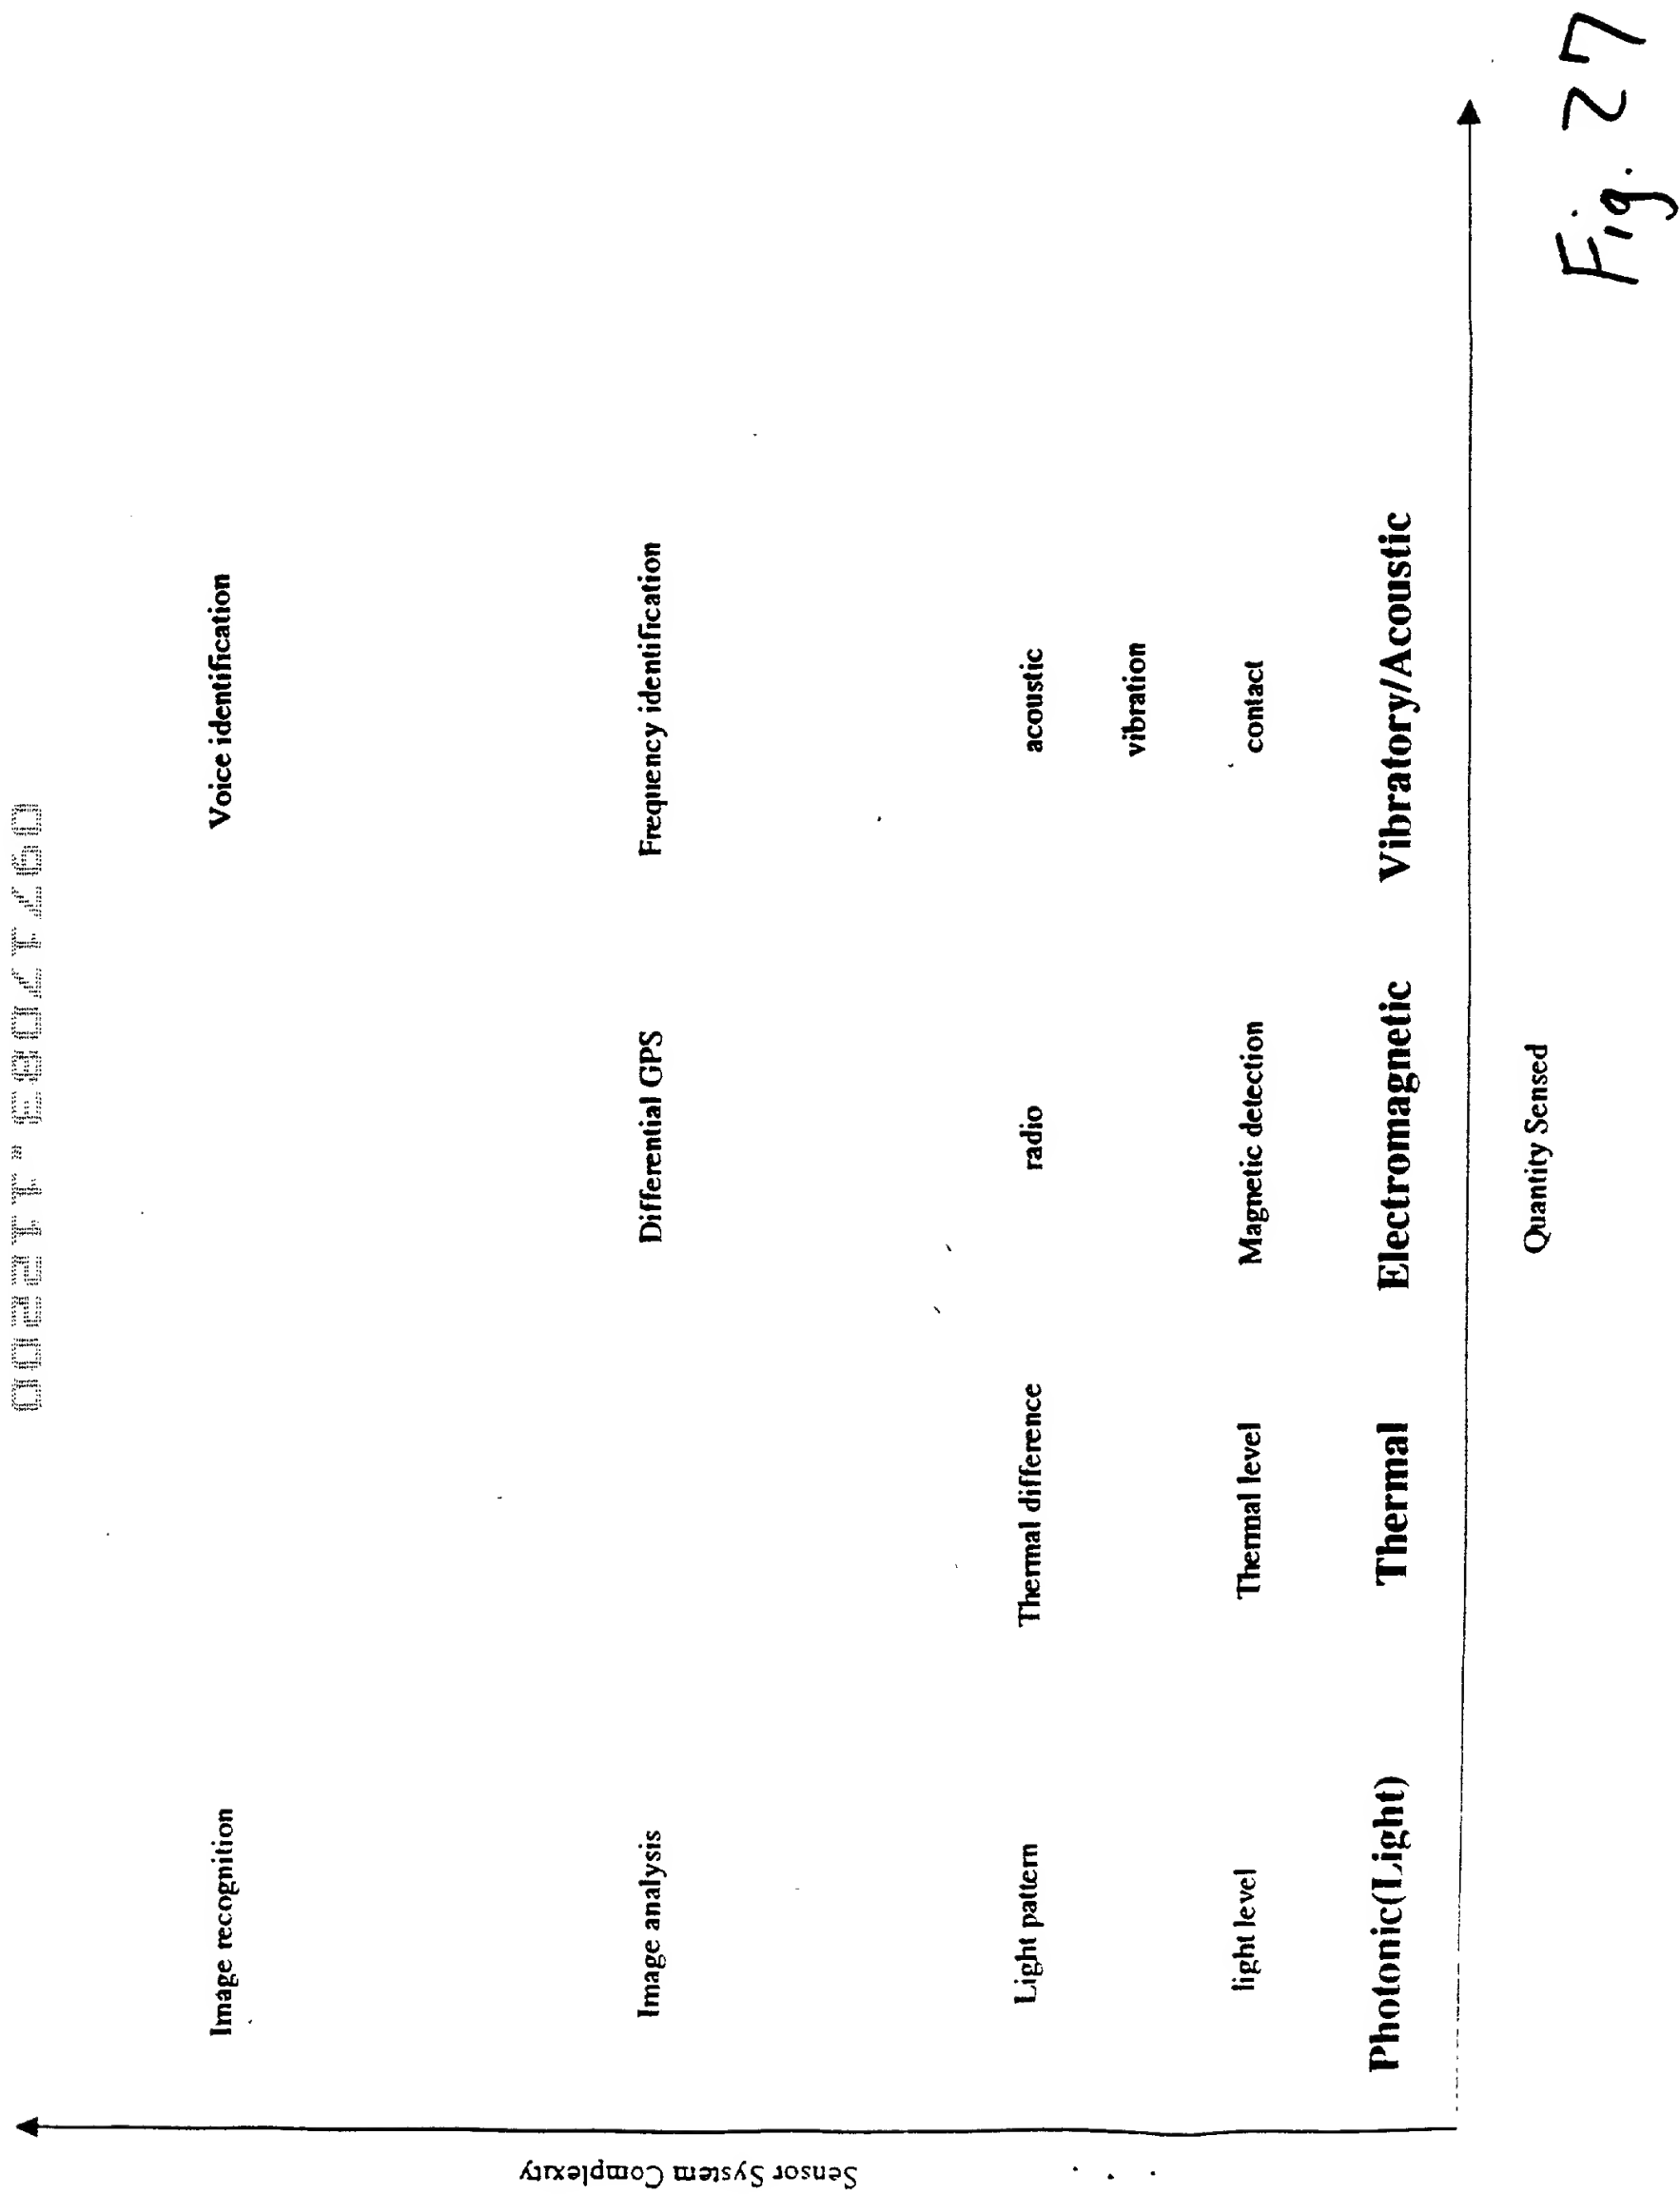 Sensor System Complexity
Image recognition
Voice identification
Image analysis
Differential GPS
Frequency identification
Light pattern
Thermal difference
radio
acoustic
vibration
light level
Thermal level
Magnetic detection
contact
Photonic(Light)
Thermal
Electromagnetic
Vibratory/Acoustic
Quantity Sensed
Fig. 27